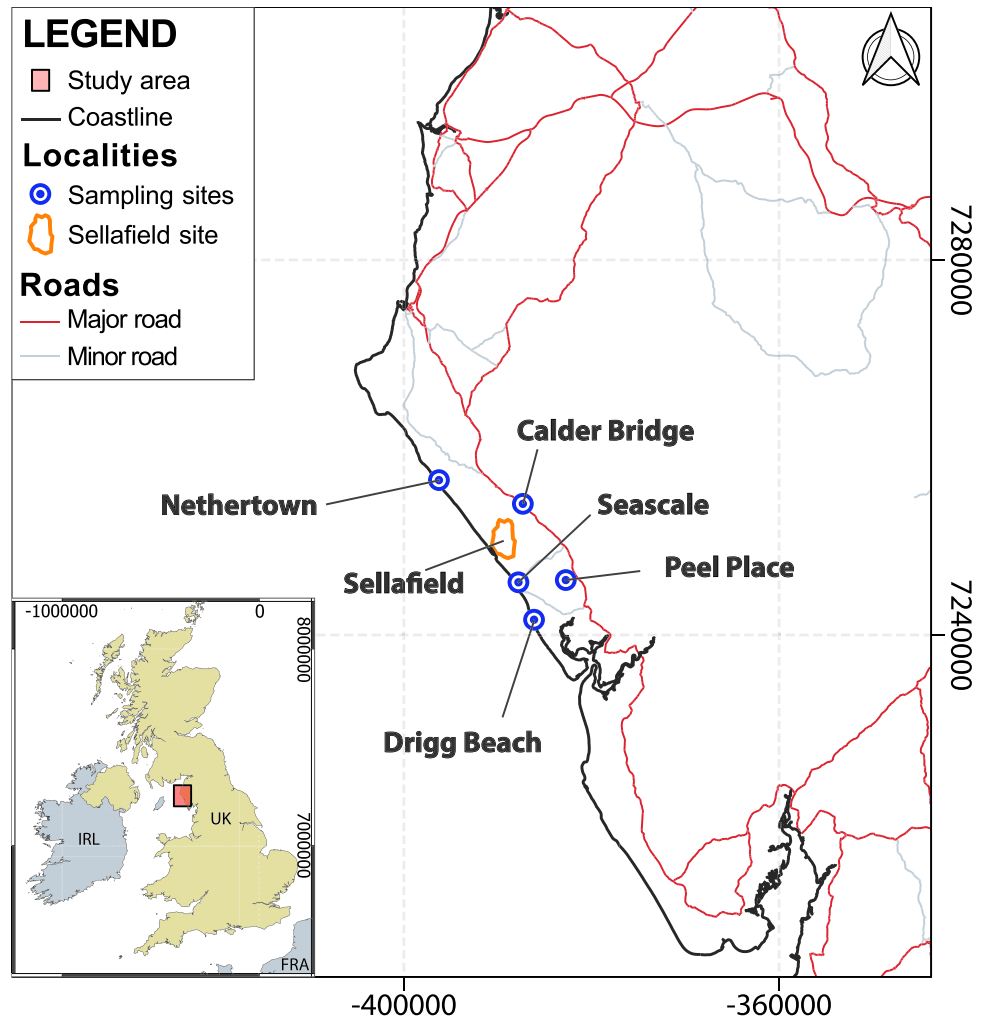 LEGEND
Study area
Coastline
Localities
Sampling sites
Sellafield site
Roads
Major road
Minor road
7280000
Calder Bridge
Nethertown
Seascale
Sellafield
Peel Place
7240000
Drigg Beach
-1000000
0
8000000
7000000
IRL
UK
FRA
-400000
-360000